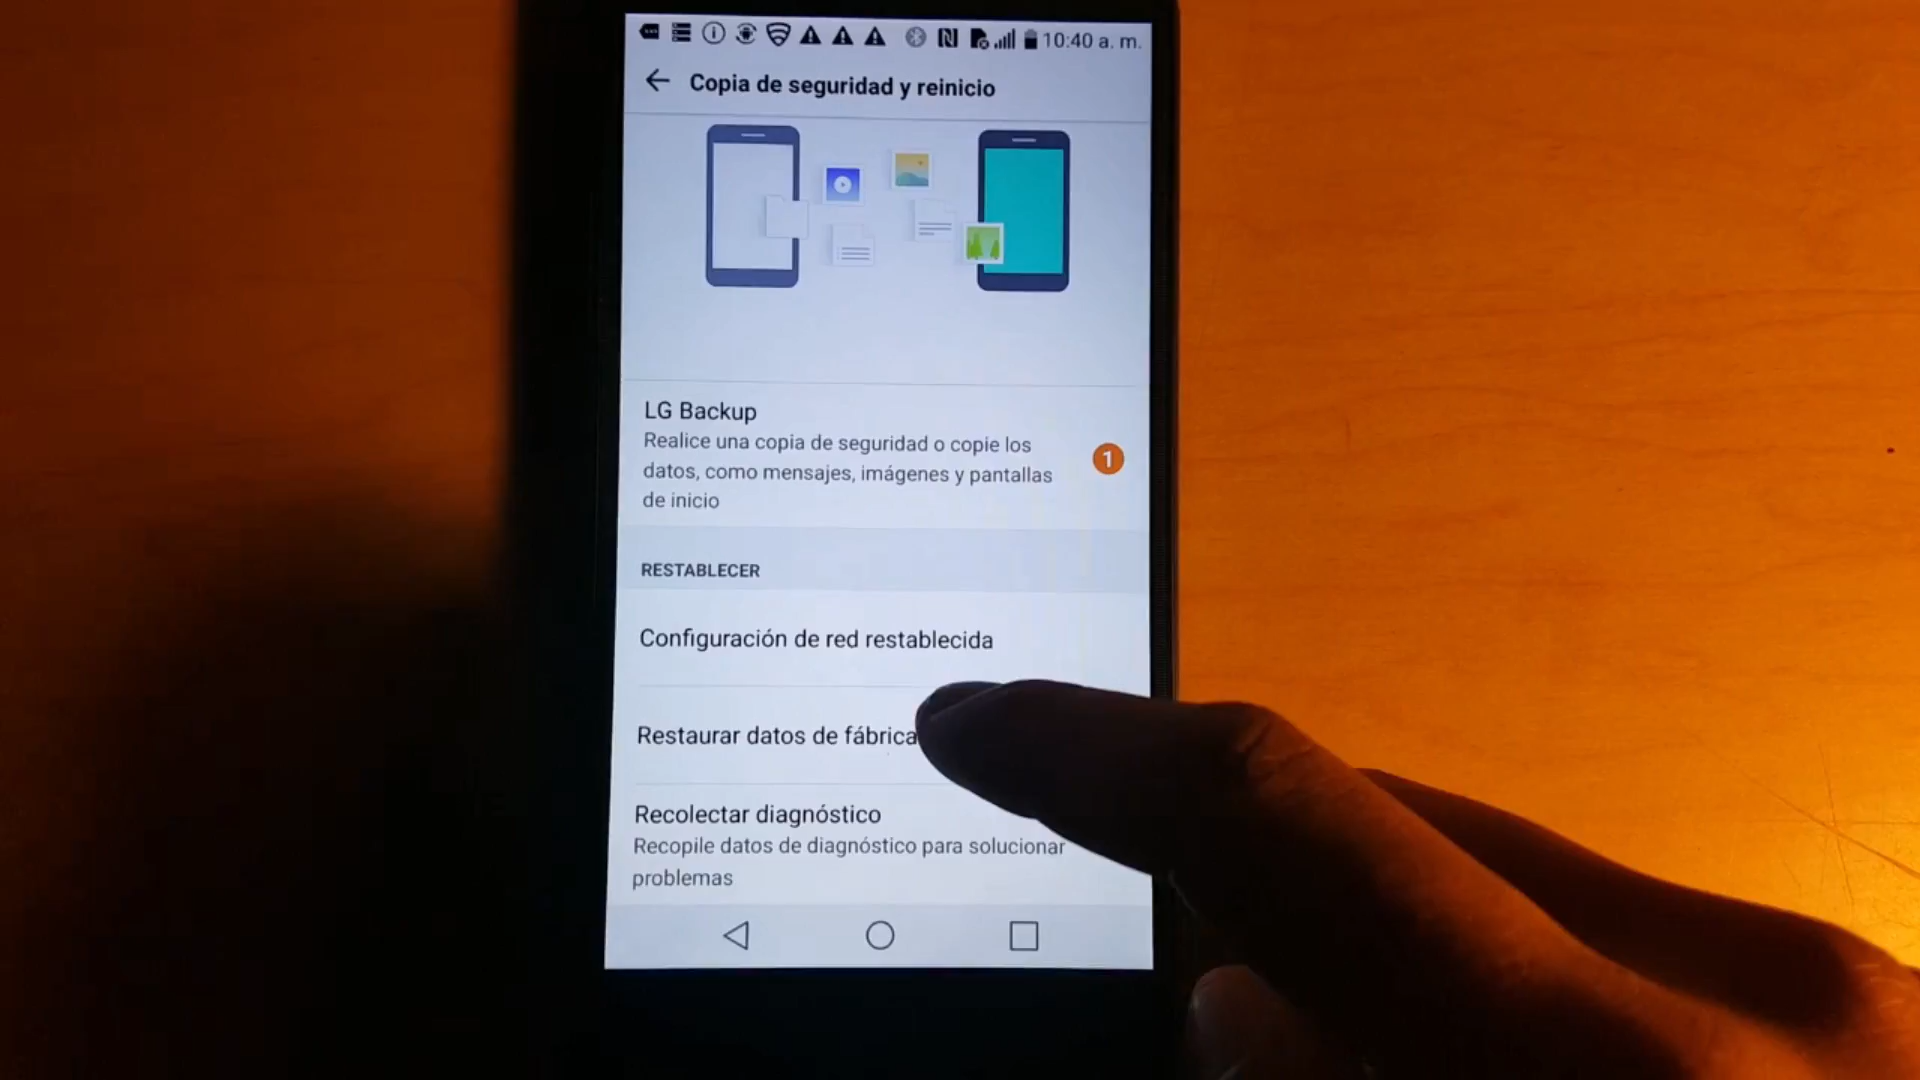 10:40 a. m.
Copia de seguridad y reinicio
LG Backup
Realice una copia de seguridad o copie los
datos, como mensajes, imágenes y pantallas
de inicio
1
RESTABLECER
Configuración de red restablecida
Restaurar datos de fábrica
Recolectar diagnóstico
Recopile datos de diagnóstico para solucionar
problemas